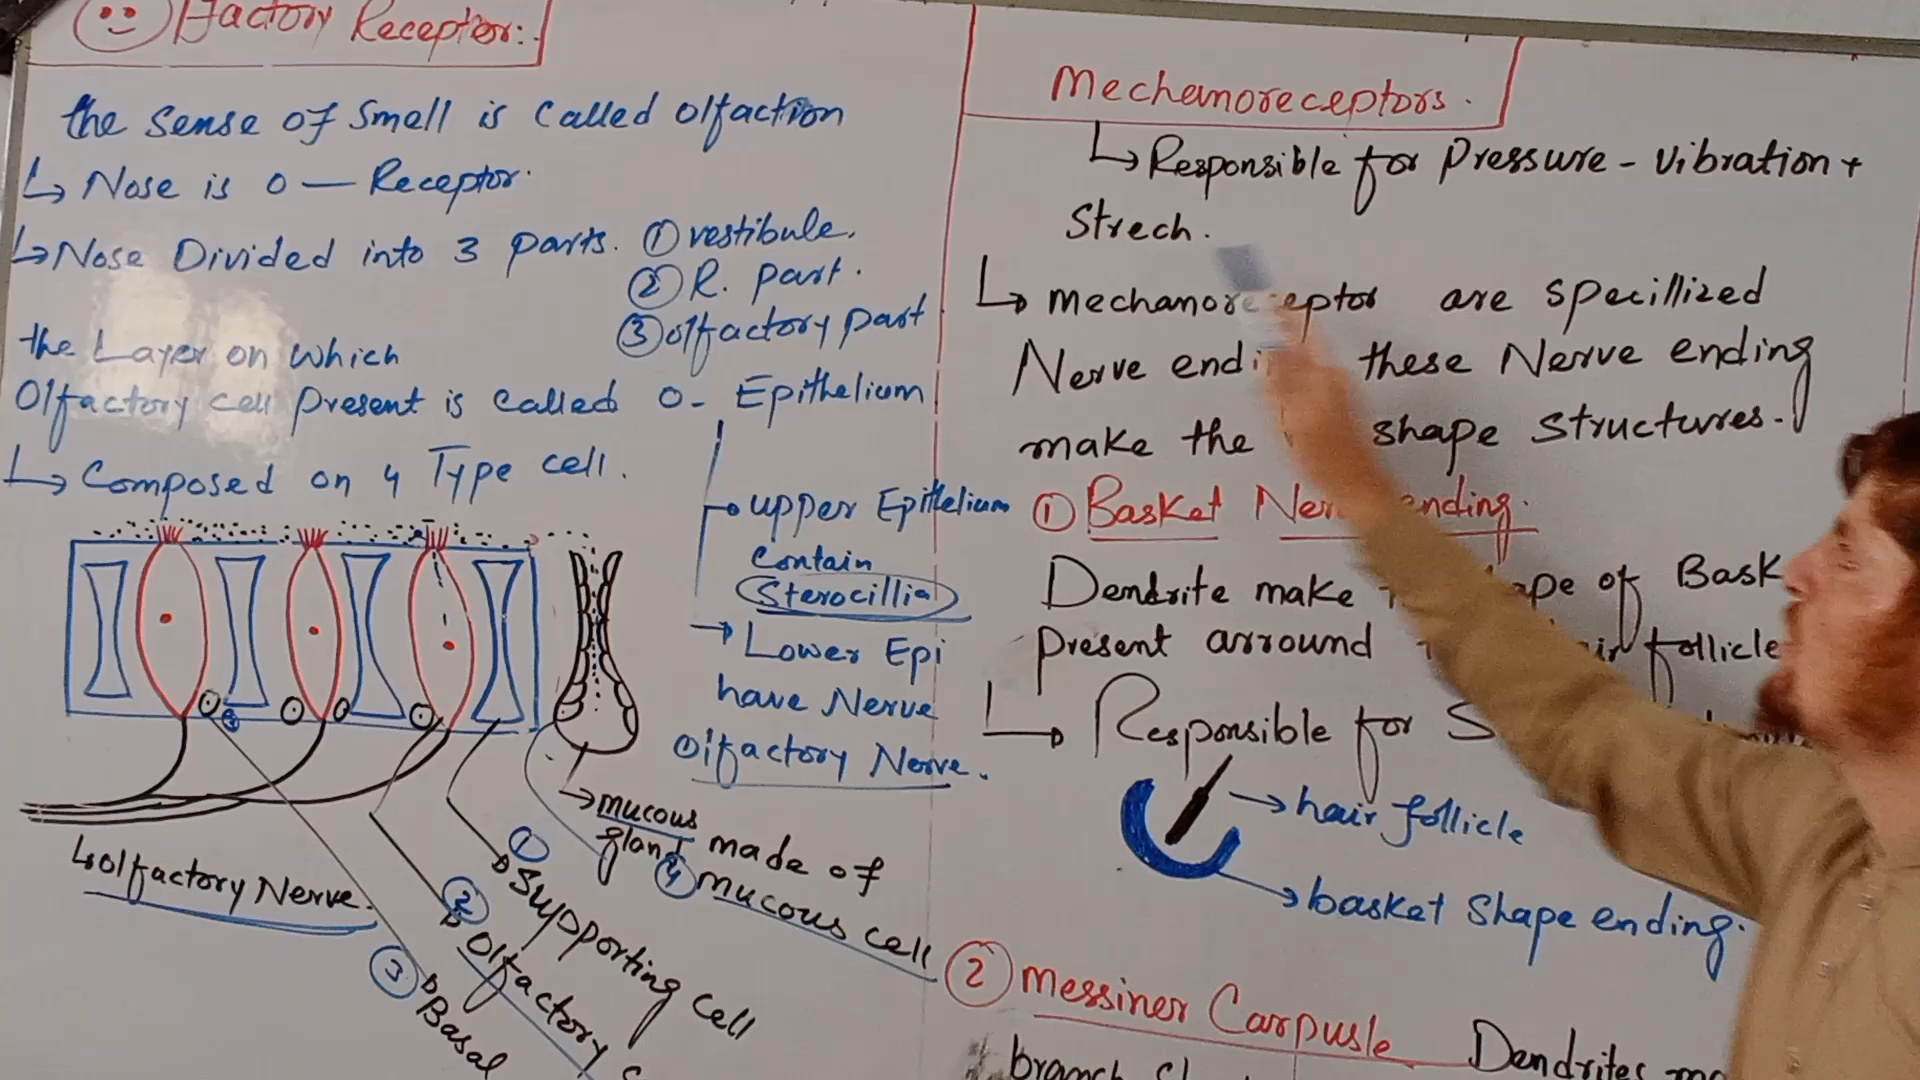 Olfactory Receptor:.
the Sense of Smell is Called Olfaction
↳ Nose is O — Receptor.
↳ Nose Divided into 3 parts. ① vestibule.
② R. part.
③ olfactory part
the Layer on which
Olfactory cell Present is called O- Epithelium
↳ Composed on 4 Type cell.
upper Epithelium
Contain
Sterocillia
Lower Epi
have Nerve
Olfactory Nerve.
mucous made of
gland ④ mucous cell
↳ olfactory Nerve.
① Supporting cell
② Olfactory
③ Basal
Mechanoreceptors.
↳ Responsible for Pressure - vibration +
Strech.
↳ mechanoreceptor are specillized
Nerve these Nerve ending
make the shape structures.
① Basket ending.
Dendrite make of
Present arround follicle
↳ Responsible for
→ hair follicle
→ basket Shape ending.
② Messiner Carpusle Dendrites
branch